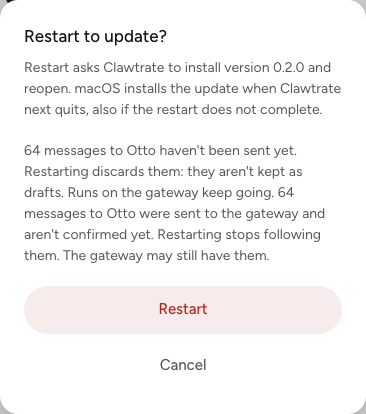 Restart to update?
Restart asks Clawtrate to install version 0.2.0 and
reopen. macOS installs the update when Clawtrate
next quits, also if the restart does not complete.
64 messages to Otto haven't been sent yet.
Restarting discards them: they aren't kept as
drafts. Runs on the gateway keep going. 64
messages to Otto were sent to the gateway and
aren't confirmed yet. Restarting stops following
them. The gateway may still have them.
Restart
Cancel